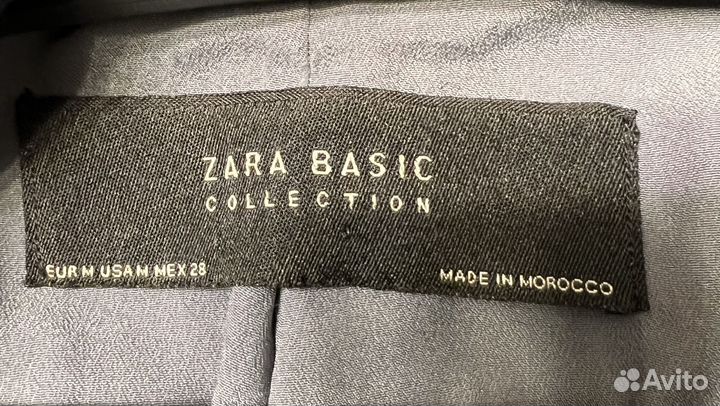 ZARA BASIC
COLLECTION
EUR M USA M MEX 28
MADE IN MOROCCO
Avito